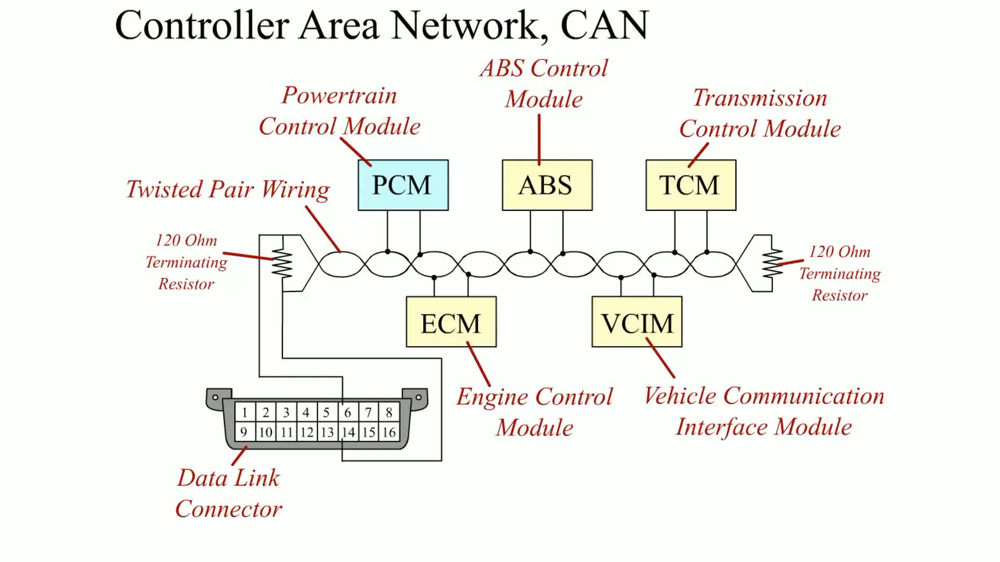 Controller Area Network, CAN
ABS Control
Module
Powertrain
Control Module
Transmission
Control Module
PCM
ABS
TCM
Twisted Pair Wiring
120 Ohm
Terminating
Resistor
120 Ohm
Terminating
Resistor
ECM
VCIM
Engine Control
Module
Vehicle Communication
Interface Module
1 2 3 4 5 6 7 8
9 10 11 12 13 14 15 16
Data Link
Connector